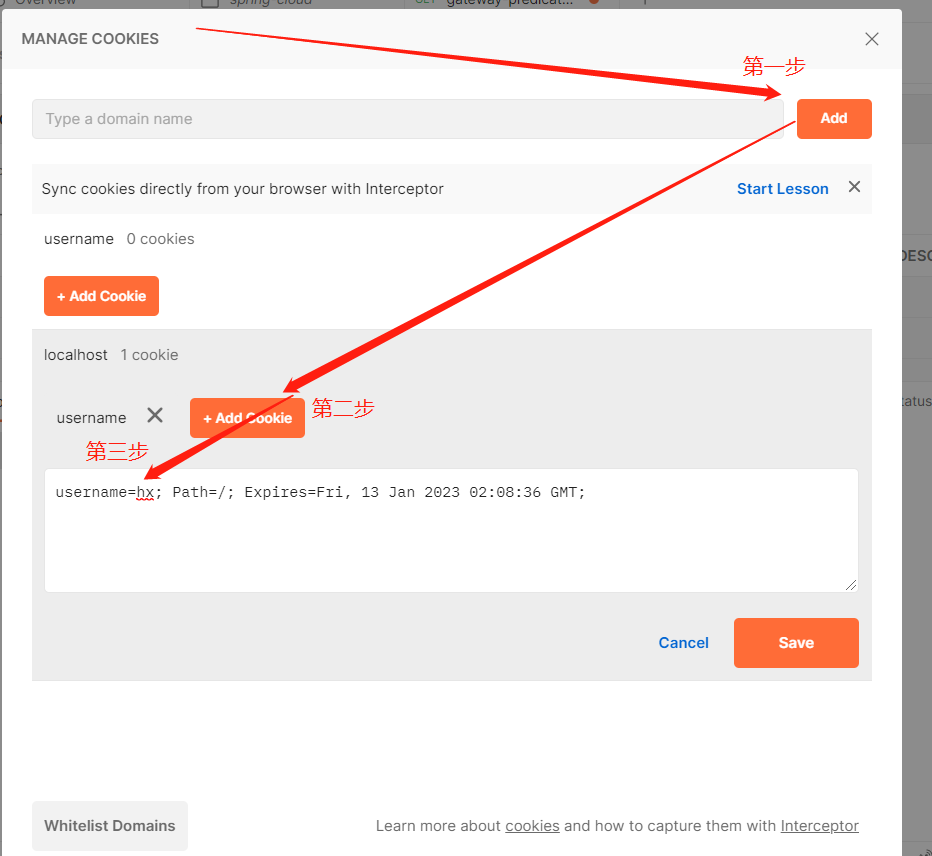 Overview spring-cloud GET gateway-predicat...
MANAGE COOKIES
第一步
Type a domain name
Add
Sync cookies directly from your browser with Interceptor Start Lesson
username 0 cookies
DESC
+ Add Cookie
localhost 1 cookie
tatus
username + Add Cookie 第二步
第三步
username=hx; Path=/; Expires=Fri, 13 Jan 2023 02:08:36 GMT;
Cancel Save
Whitelist Domains Learn more about cookies and how to capture them with Interceptor